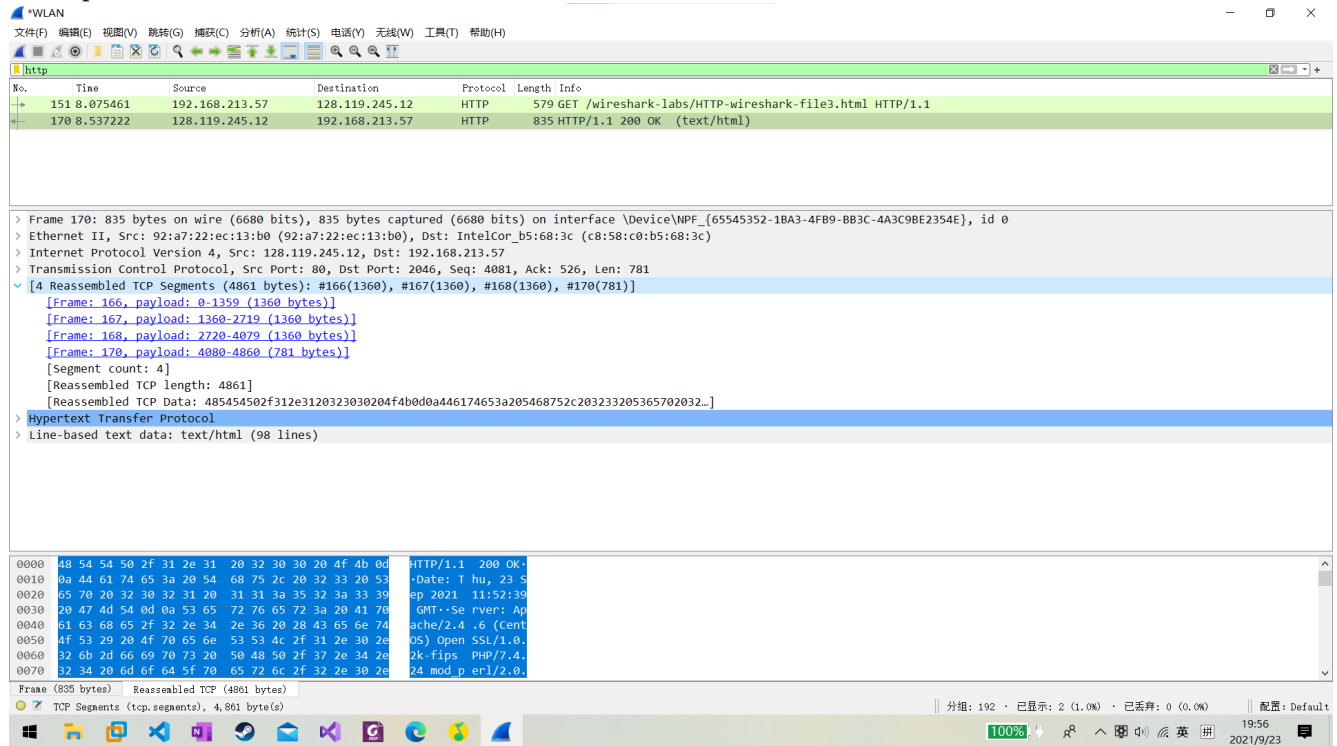 *WLAN
文件(F) 编辑(E) 视图(V) 跳转(G) 捕获(C) 分析(A) 统计(S) 电话(Y) 无线(W) 工具(T) 帮助(H)
http
No. Time Source Destination Protocol Length Info
151 8.075461 192.168.213.57 128.119.245.12 HTTP 579 GET /wireshark-labs/HTTP-wireshark-file3.html HTTP/1.1
170 8.537222 128.119.245.12 192.168.213.57 HTTP 835 HTTP/1.1 200 OK (text/html)
Frame 170: 835 bytes on wire (6680 bits), 835 bytes captured (6680 bits) on interface \Device\NPF_{65545352-1BA3-4FB9-BB3C-4A3C9BE2354E}, id 0
Ethernet II, Src: 92:a7:22:ec:13:b0 (92:a7:22:ec:13:b0), Dst: IntelCor_b5:68:3c (c8:58:c0:b5:68:3c)
Internet Protocol Version 4, Src: 128.119.245.12, Dst: 192.168.213.57
Transmission Control Protocol, Src Port: 80, Dst Port: 2046, Seq: 4081, Ack: 526, Len: 781
[4 Reassembled TCP Segments (4861 bytes): #166(1360), #167(1360), #168(1360), #170(781)]
[Frame: 166, payload: 0-1359 (1360 bytes)]
[Frame: 167, payload: 1360-2719 (1360 bytes)]
[Frame: 168, payload: 2720-4079 (1360 bytes)]
[Frame: 170, payload: 4080-4860 (781 bytes)]
[Segment count: 4]
[Reassembled TCP length: 4861]
[Reassembled TCP Data: 485454502f312e3120323030204f4b0d0a446174653a205468752c203233205365702032…]
Hypertext Transfer Protocol
Line-based text data: text/html (98 lines)
0000 48 54 54 50 2f 31 2e 31 20 32 30 30 20 4f 4b 0d HTTP/1.1 200 OK·
0010 0a 44 61 74 65 3a 20 54 68 75 2c 20 32 33 20 53 ·Date: T hu, 23 S
0020 65 70 20 32 30 32 31 20 31 31 3a 35 32 3a 33 39 ep 2021 11:52:39
0030 20 47 4d 54 0d 0a 53 65 72 76 65 72 3a 20 41 70 GMT··Se rver: Ap
0040 61 63 68 65 2f 32 2e 34 2e 36 20 28 43 65 6e 74 ache/2.4 .6 (Cent
0050 4f 53 29 20 4f 70 65 6e 53 53 4c 2f 31 2e 30 2e OS) Open SSL/1.0.
0060 32 6b 2d 66 69 70 73 20 50 48 50 2f 37 2e 34 2e 2k-fips PHP/7.4.
0070 32 34 20 6d 6f 64 5f 70 65 72 6c 2f 32 2e 30 2e 24 mod_p erl/2.0.
Frame (835 bytes) Reassembled TCP (4861 bytes)
TCP Segments (tcp.segments), 4,861 byte(s) 分组: 192 · 已显示: 2 (1.0%) · 已丢弃: 0 (0.0%) 配置: Default
100% 英 拼 19:56
2021/9/23